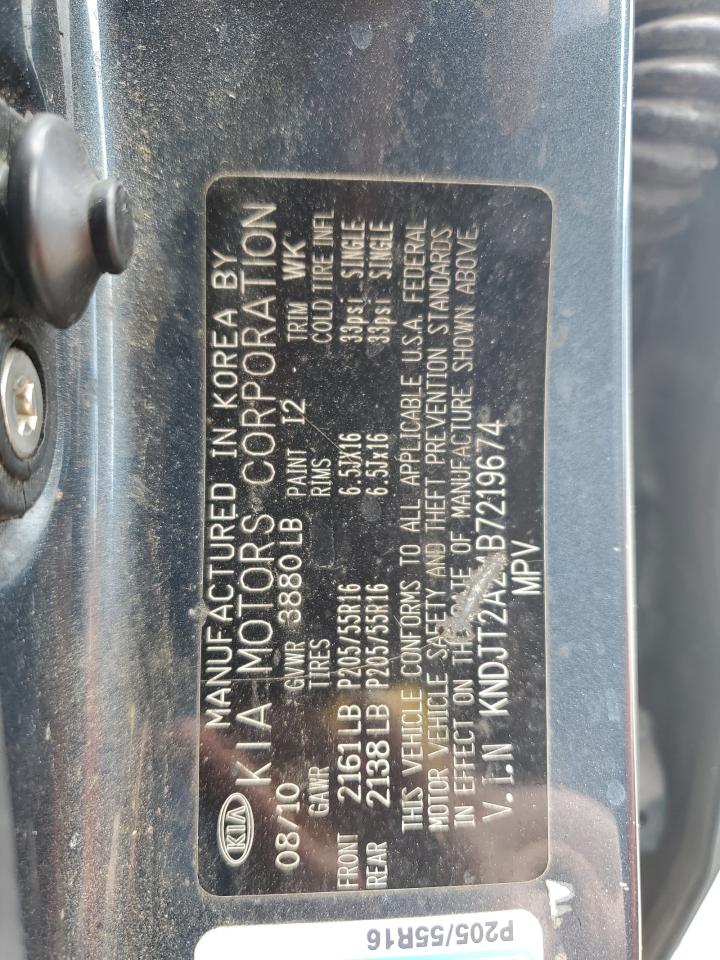 MANUFACTURED IN KOREA BY
KIA KIA MOTORS CORPORATION
08/10 GVWR 3880 LB PAINT I2 TRIM WK
GAWR TIRES RIMS COLD TIRE INFL
FRONT 2161 LB P205/55R16 6.5JX16 33psi SINGLE
REAR 2138 LB P205/55R16 6.5Jx16 33psi SINGLE
THIS VEHICLE CONFORMS TO ALL APPLICABLE U.S.A. FEDERAL
MOTOR VEHICLE SAFETY AND THEFT PREVENTION STANDARDS
IN EFFECT ON THE DATE OF MANUFACTURE SHOWN ABOVE.
V.I.N
MPV
P205/55R16